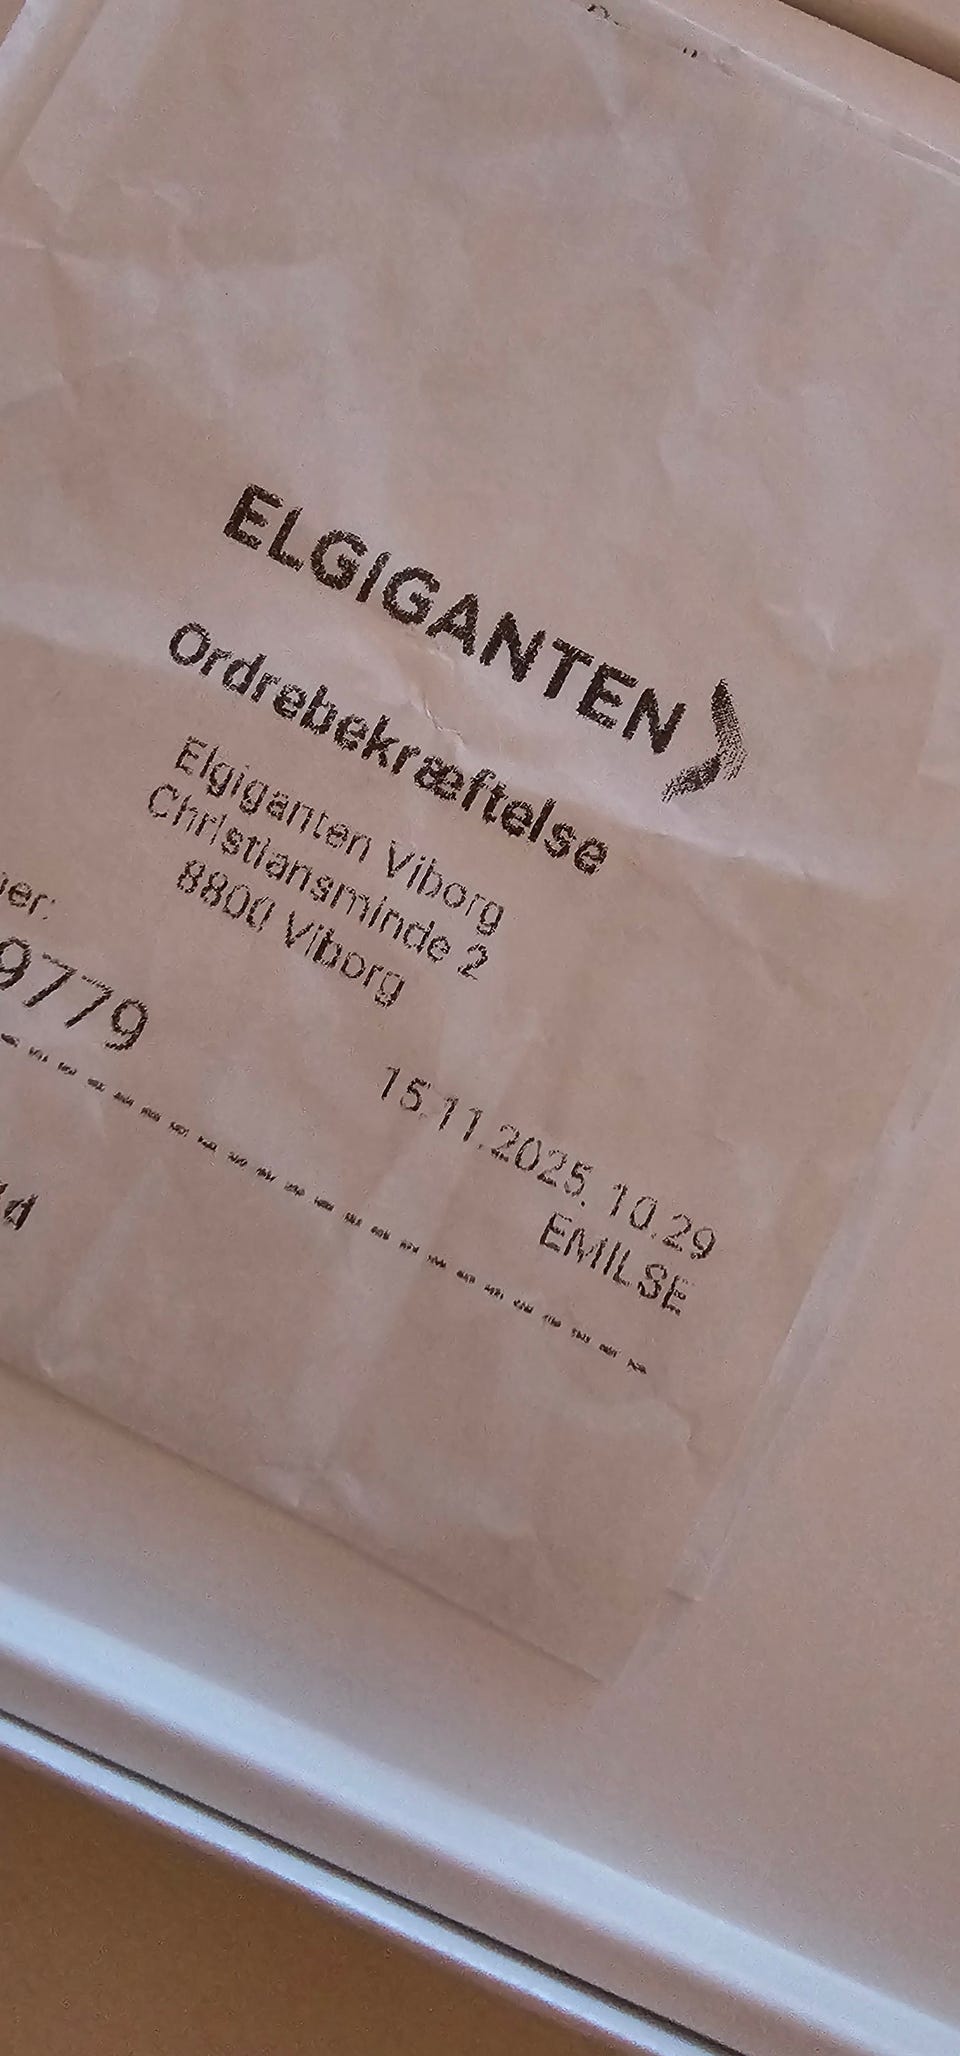 ELGIGANTEN
Ordrebekræftelse
Elgiganten Viborg
Christiansminde 2
8800 Viborg
9779
15.11.2025. 10.29
EMILSE